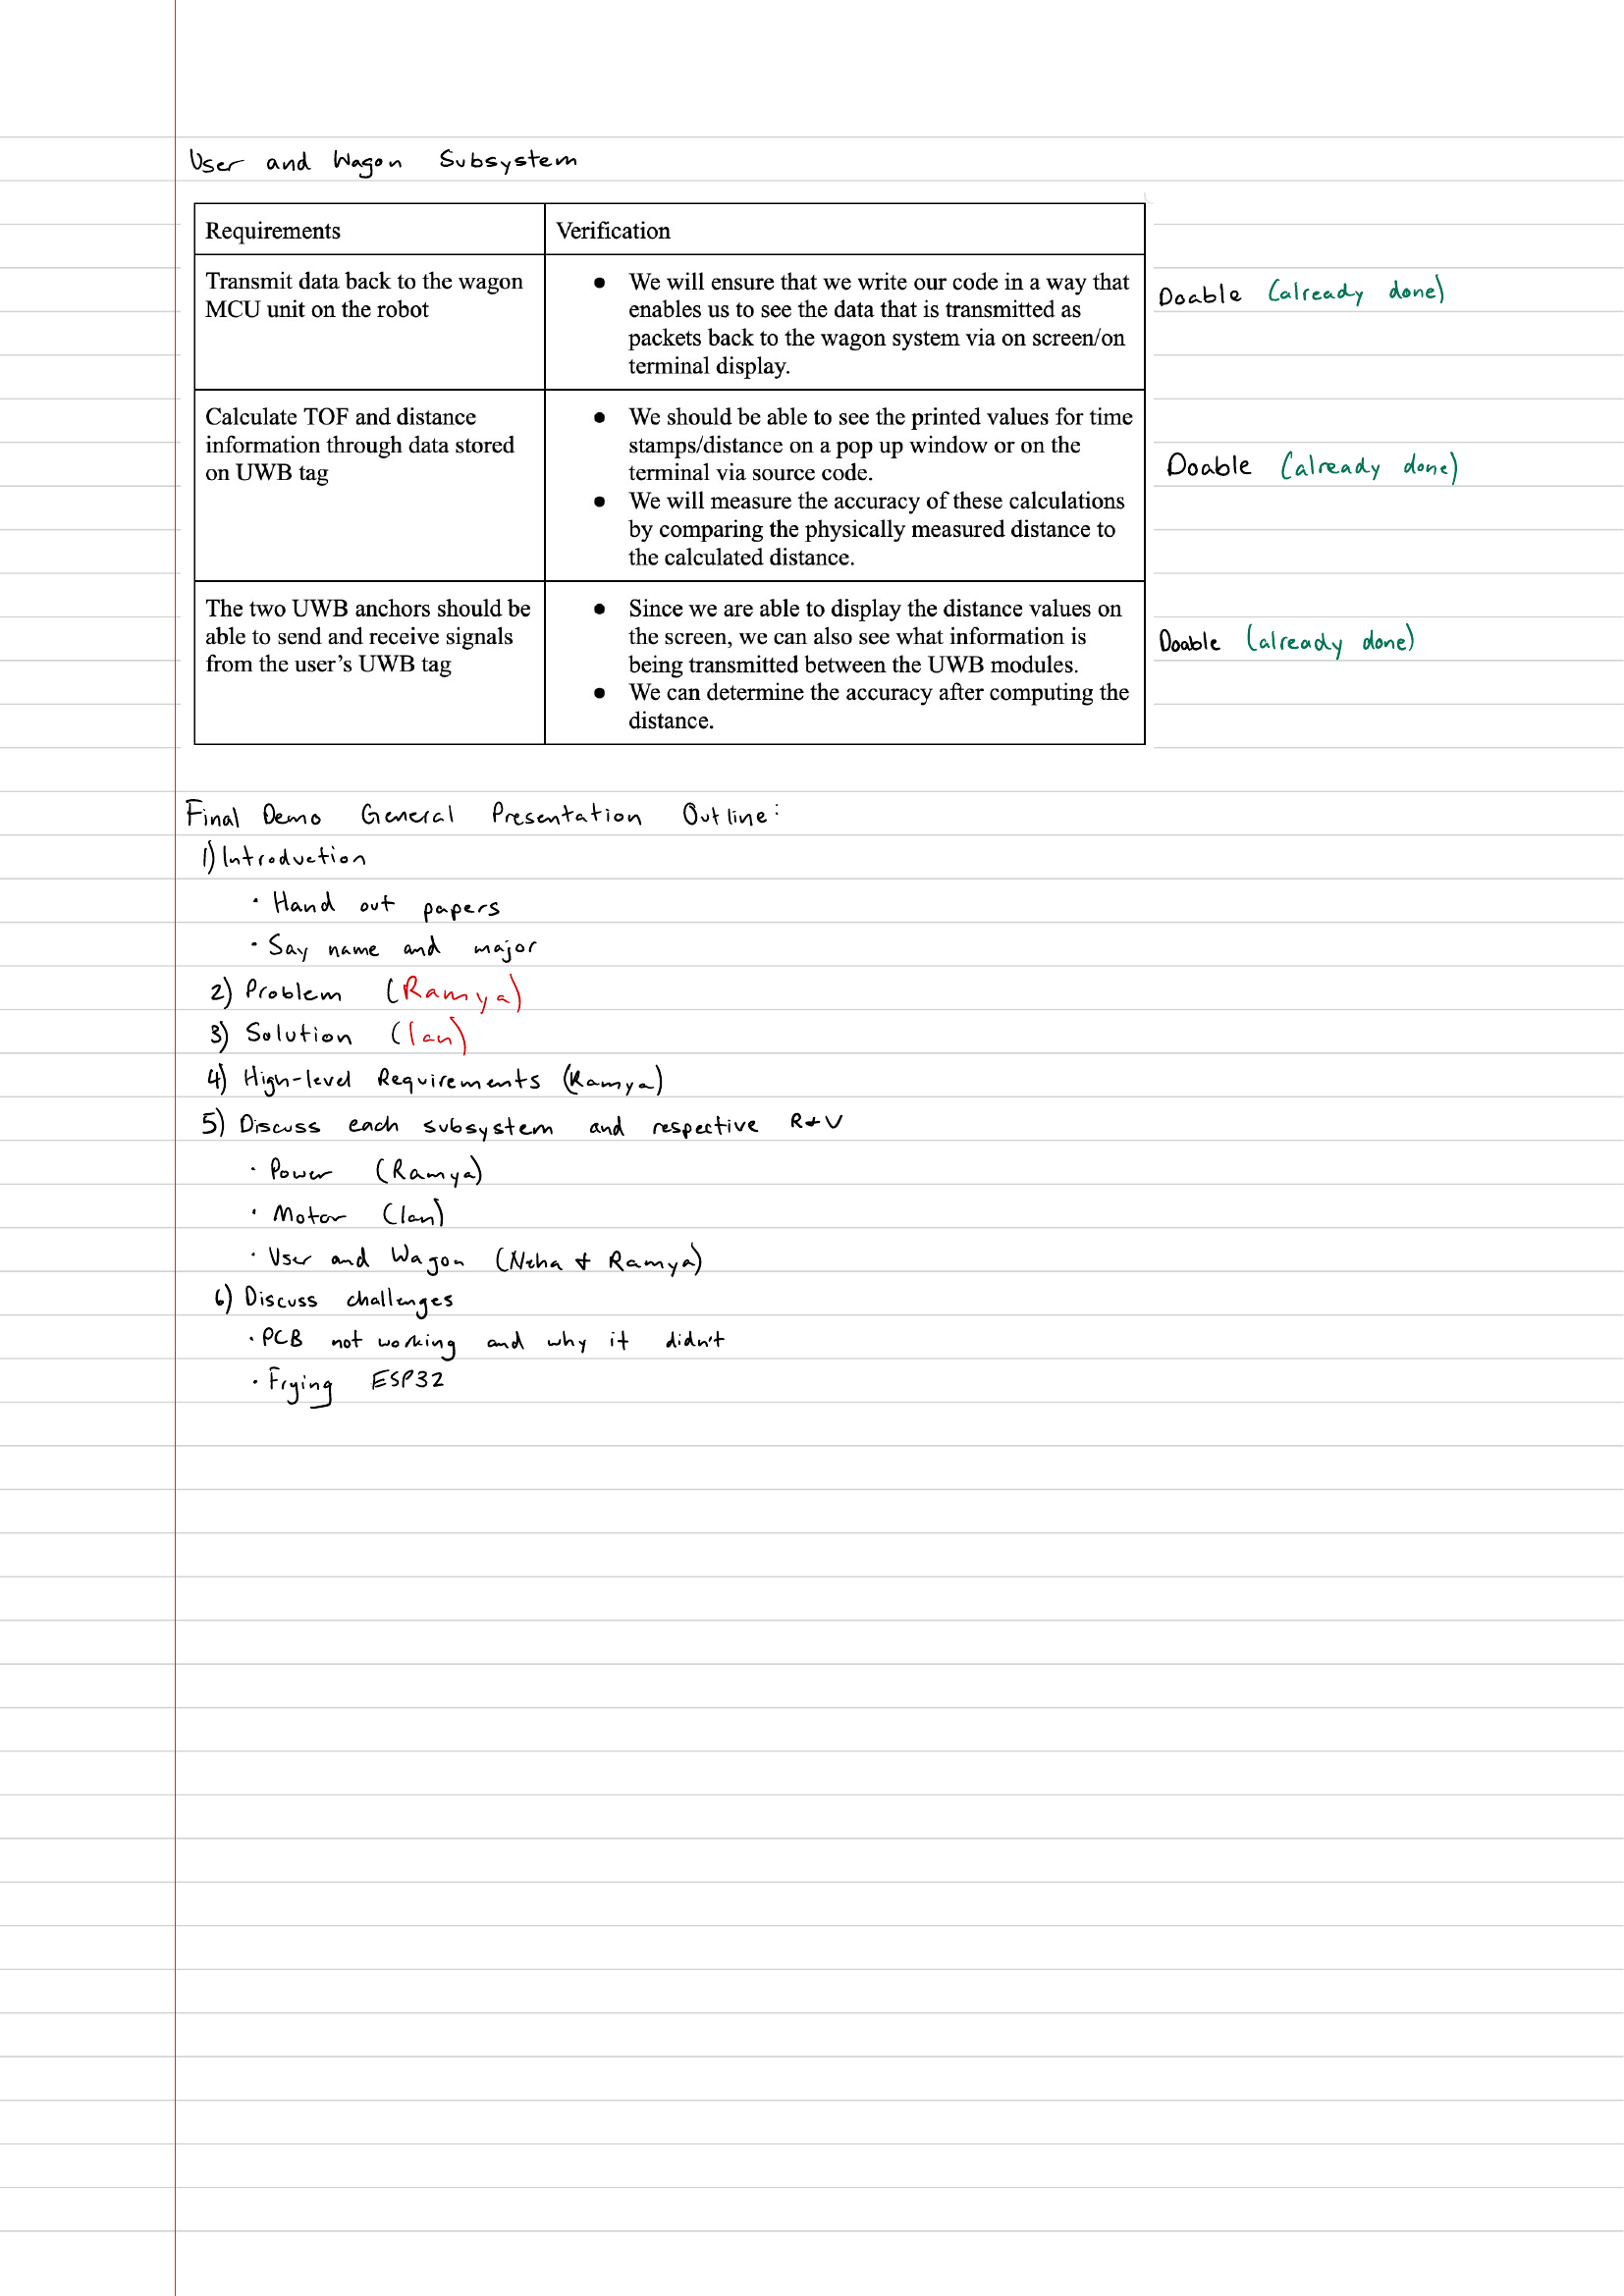 User and Wagon Subsystem
Requirements
Verification
Transmit data back to the wagon
MCU unit on the robot
● We will ensure that we write our code in a way that
enables us to see the data that is transmitted as
packets back to the wagon system via on screen/on
terminal display.
Doable (already done)
Calculate TOF and distance
information through data stored
on UWB tag
● We should be able to see the printed values for time
stamps/distance on a pop up window or on the
terminal via source code.
● We will measure the accuracy of these calculations
by comparing the physically measured distance to
the calculated distance.
Doable (already done)
The two UWB anchors should be
able to send and receive signals
from the user’s UWB tag
● Since we are able to display the distance values on
the screen, we can also see what information is
being transmitted between the UWB modules.
● We can determine the accuracy after computing the
distance.
Doable (already done)
Final Demo General Presentation Outline:
1) Introduction
· Hand out papers
· Say name and major
2) Problem (Ramya)
3) Solution (Ian)
4) High-level Requirements (Ramya)
5) Discuss each subsystem and respective R+V
· Power (Ramya)
· Motor (Ian)
· User and Wagon (Neha + Ramya)
6) Discuss challenges
· PCB not working and why it didn't
· Frying ESP32